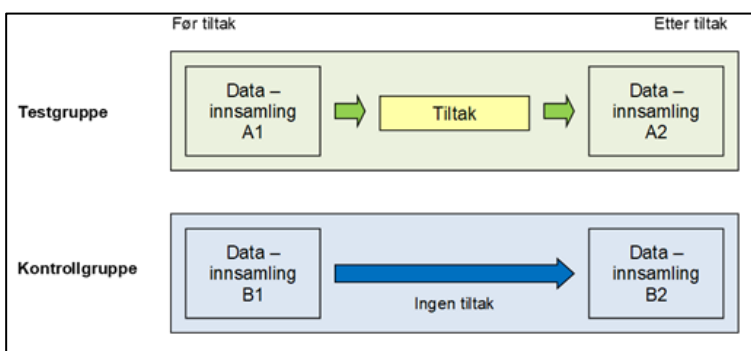 Før tiltak
Etter tiltak
Testgruppe
Data –
innsamling
A1
Tiltak
Data –
innsamling
A2
Kontrollgruppe
Data –
innsamling
B1
Ingen tiltak
Data –
innsamling
B2